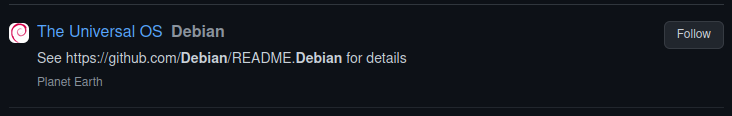 The Universal OS Debian
Follow
See https://github.com/Debian/README.Debian for details
Planet Earth